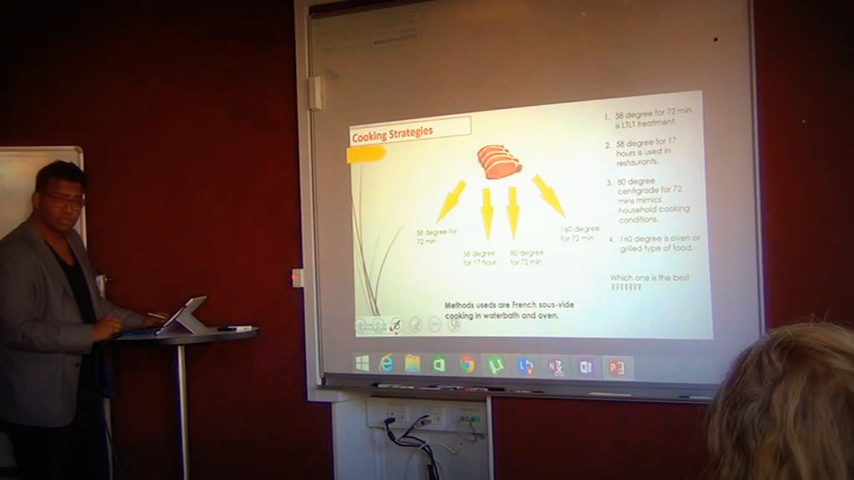 Cooking Strategies
58 degree for
72 min
58 degree
for 17 hour
80 degree
for 72 min
160 degree
for 72 min
Methods useds are French sous-vide
cooking in waterbath and oven.
1. 58 degree for 72 min
is LTLT treatment.
2. 58 degree for 17
hours is used in
restaurants.
3. 80 degree
centigrade for 72
mins mimics
household cooking
conditions.
4. 160 degree is oven or
grilled type of food.
Which one is the best
???????